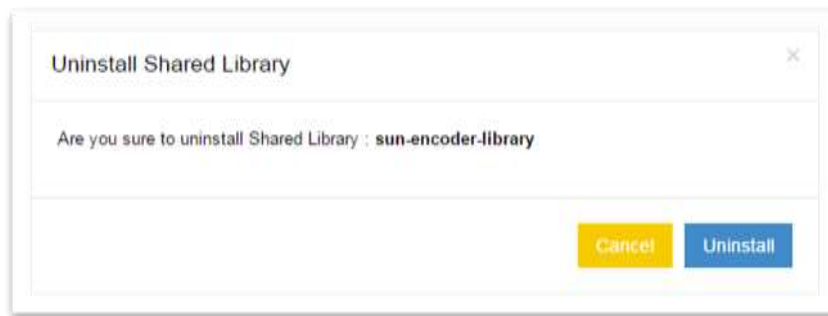 Uninstall Shared Library
×
Are you sure to uninstall Shared Library : sun-encoder-library
Cancel
Uninstall